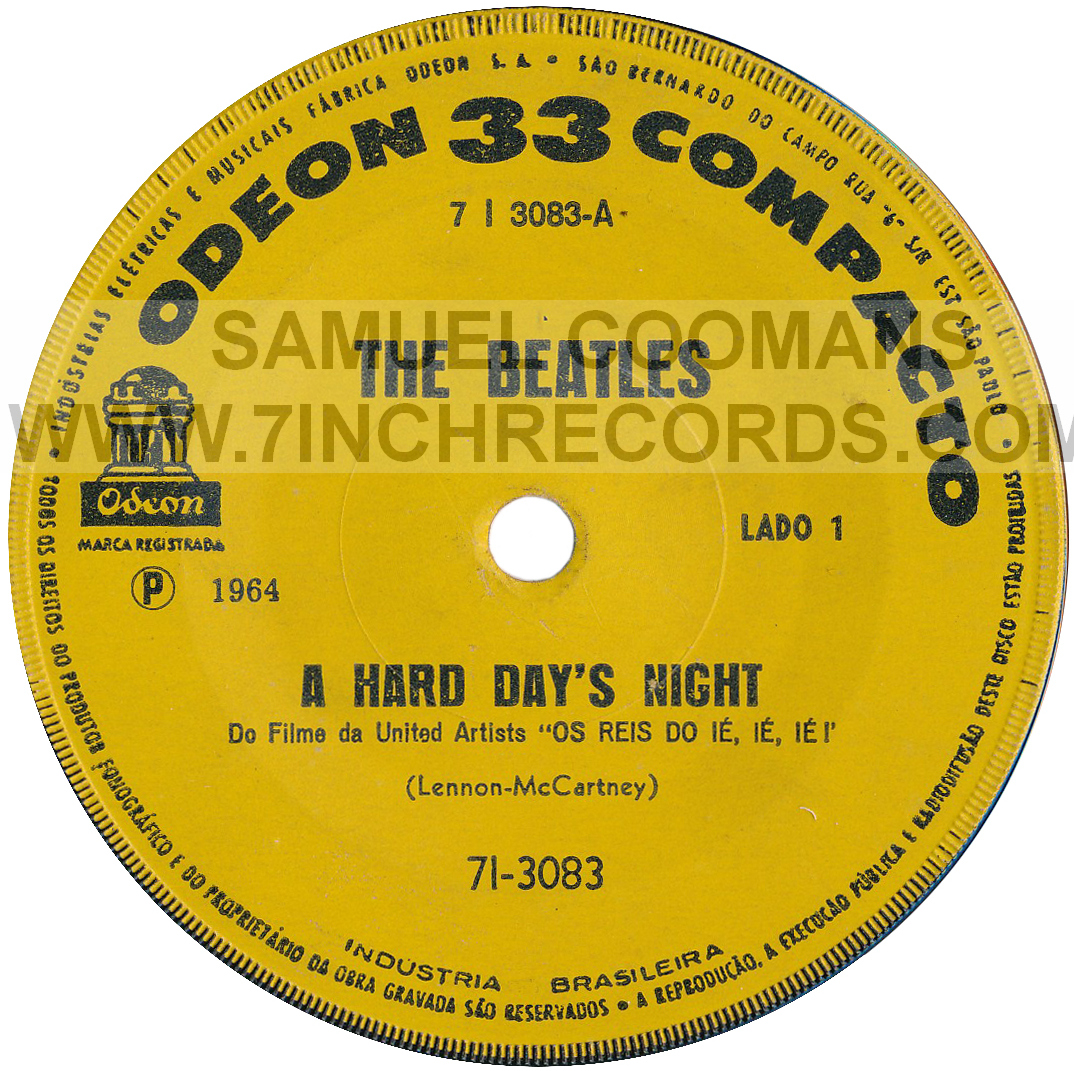 INDÚSTRIAS ELÉTRICAS E MUSICAIS FÁBRICA ODEON S. A. • SÃO BERNARDO DO CAMPO RUA "6" S/N EST SÃO PAULO •
ODEON 33 COMPACTO
7 I 3083-A
SAMUEL COOMANS
THE BEATLES
WWW.7INCHRECORDS.COM
Odeon
MARCA REGISTRADA
LADO 1
P 1964
A HARD DAY'S NIGHT
Do Filme da United Artists “OS REIS DO IÉ, IÉ, IÉ!'
(Lennon-McCartney)
7I-3083
INDÚSTRIA BRASILEIRA
TODOS OS DIREITOS DO PRODUTOR FOMOGRÁFICO E DO PROPRIETÁRIO DA OBRA GRAVADA SÃO RESERVADOS • A REPRODUÇÃO, A EXECUÇÃO PÚBLICA E RADIODIFUSÃO DESTE DISCO ESTÃO PROIBIDAS